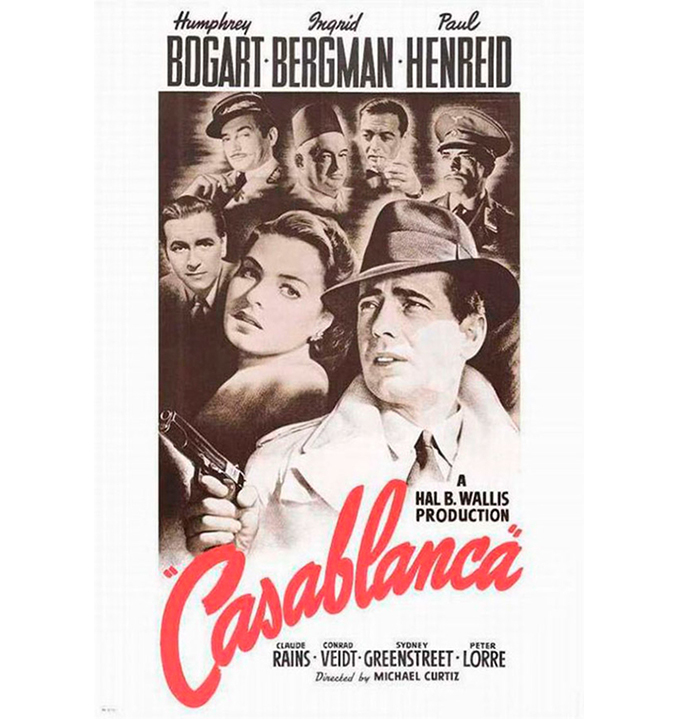 Humphrey Ingrid Paul
BOGART · BERGMAN · HENREID
A
HAL B. WALLIS
PRODUCTION
"Casablanca"
CLAUDE CONRAD SYDNEY PETER
RAINS · VEIDT · GREENSTREET · LORRE
Directed by MICHAEL CURTIZ